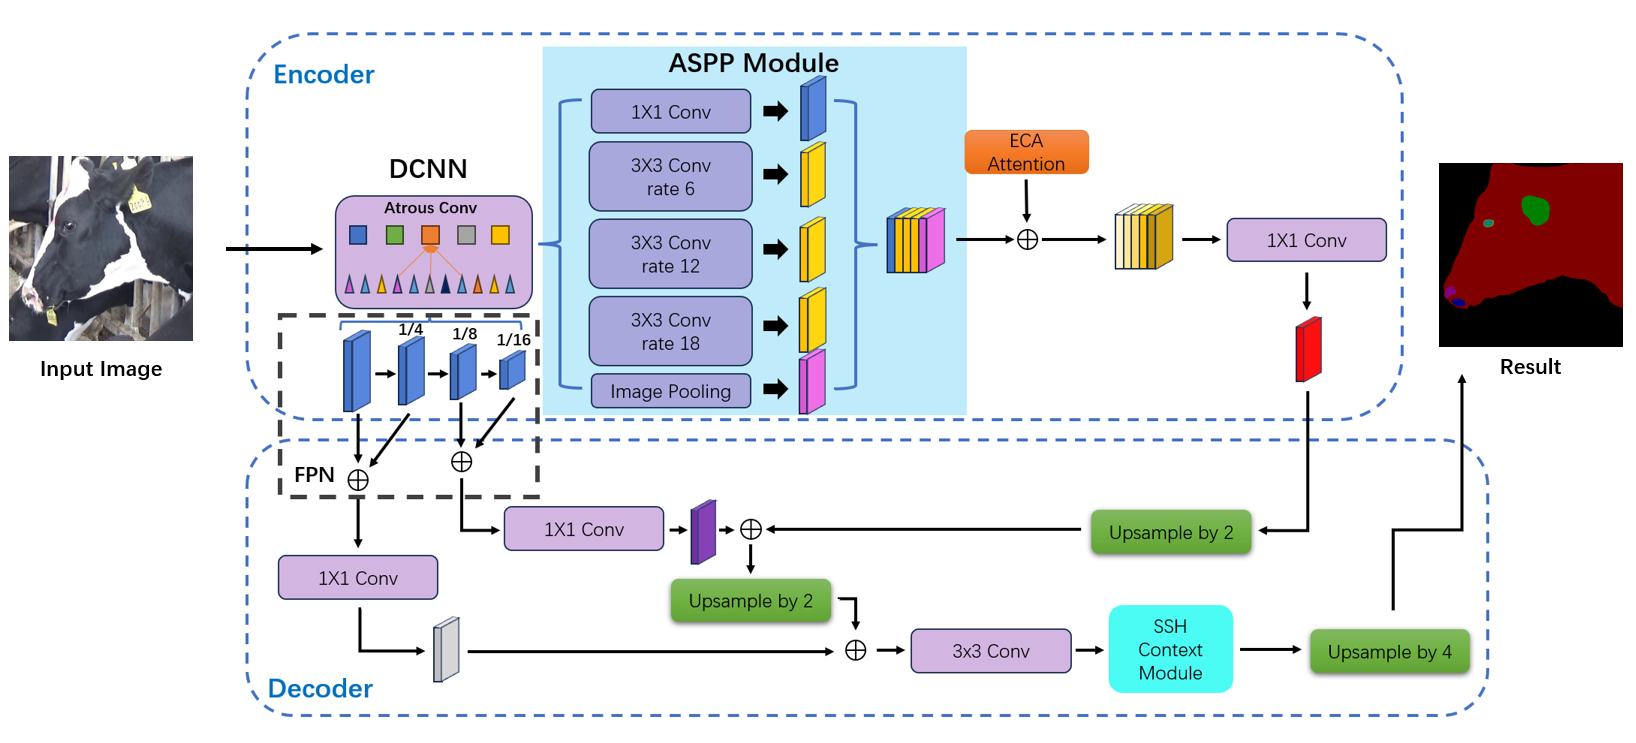 Encoder
ASPP Module
1X1 Conv
3X3 Conv
rate 6
3X3 Conv
rate 12
3X3 Conv
rate 18
Image Pooling
DCNN
Atrous Conv
ECA
Attention
1X1 Conv
Input Image
Result
1/4
1/8
1/16
FPN
1X1 Conv
Upsample by 2
1X1 Conv
Upsample by 2
3x3 Conv
SSH
Context
Module
Upsample by 4
Decoder